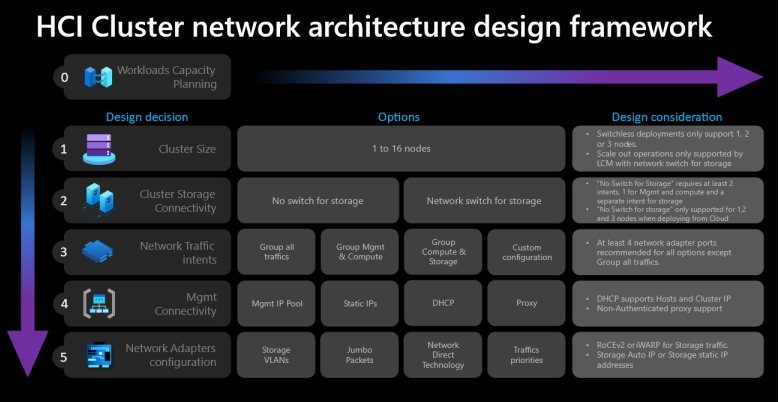 HCI Cluster network architecture design framework
0
Workloads Capacity
Planning
Design decision
Options
Design consideration
1
Cluster Size
1 to 16 nodes
• Switchless deployments only support 1, 2
or 3 nodes.
• Scale out operations only supported by
LCM with network switch for storage
2
Cluster Storage
Connectivity
No switch for storage
Network switch for storage
• "No Switch for Storage" requires at least 2
intents. 1 for Mgmt and compute and a
separate intent for storage
• "No Switch for storage" only supported for 1,2
and 3 nodes when deploying from Cloud
3
Network Traffic
intents
Group all
traffics
Group Mgmt
& Compute
Group
Compute &
Storage
Custom
configuration
• At least 4 network adapter ports
recommended for all options except
Group all traffics.
4
Mgmt
Connectivity
Mgmt IP Pool
Static IPs
DHCP
Proxy
• DHCP supports Hosts and Cluster IP
• Non-Authenticated proxy support
5
Network Adapters
configuration
Storage
VLANs
Jumbo
Packets
Network
Direct
Technology
Traffics
priorities
• RoCEv2 or iWARP for Storage traffic.
• Storage Auto IP or Storage static IP
addresses